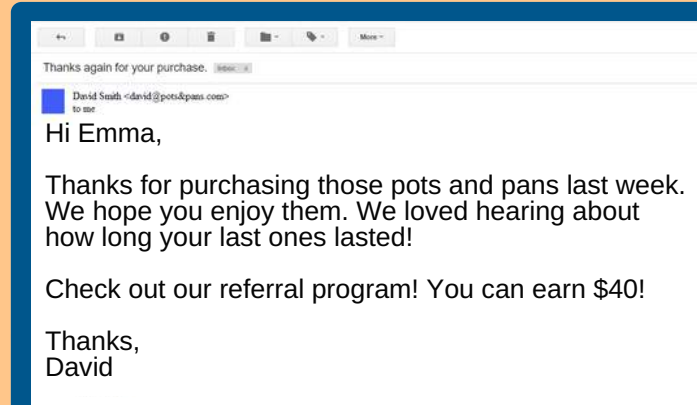 More
Thanks again for your purchase. Inbox x
David Smith <david@pots&pans.com>
to me
Hi Emma,
Thanks for purchasing those pots and pans last week.
We hope you enjoy them. We loved hearing about
how long your last ones lasted!
Check out our referral program! You can earn $40!
Thanks,
David